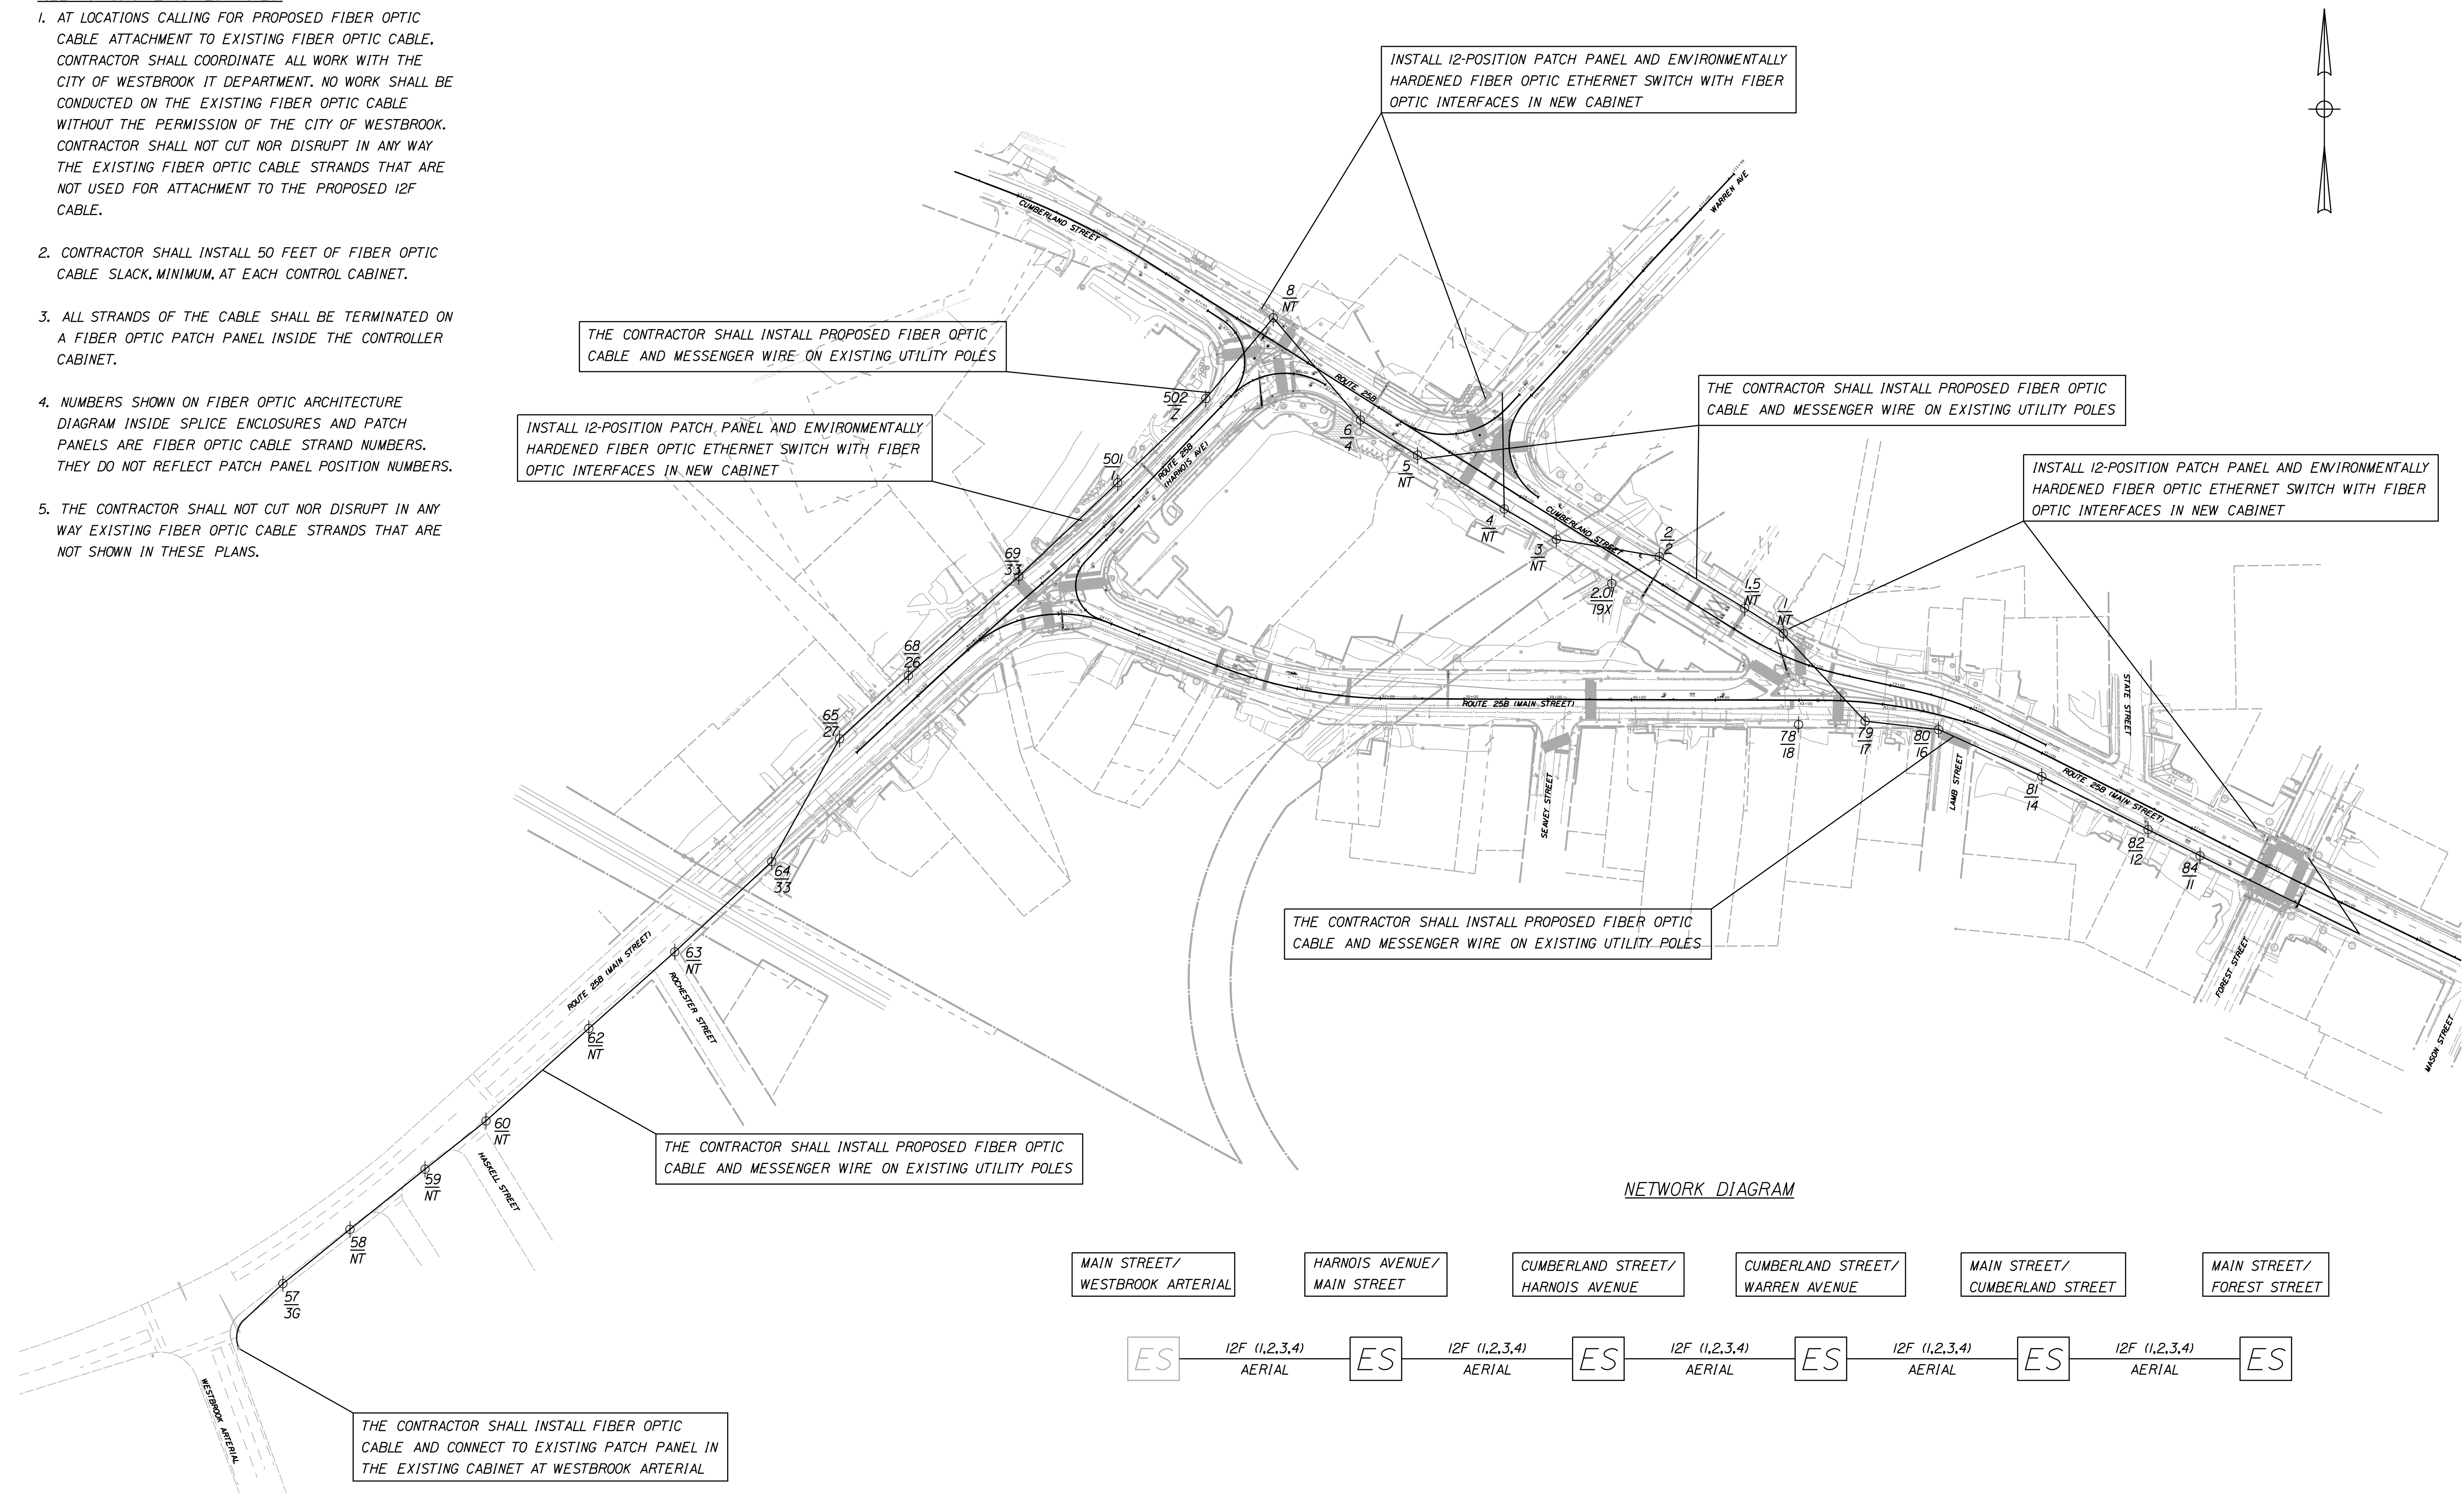 1. AT LOCATIONS CALLING FOR PROPOSED FIBER OPTIC
CABLE ATTACHMENT TO EXISTING FIBER OPTIC CABLE,
CONTRACTOR SHALL COORDINATE ALL WORK WITH THE
CITY OF WESTBROOK IT DEPARTMENT. NO WORK SHALL BE
CONDUCTED ON THE EXISTING FIBER OPTIC CABLE
WITHOUT THE PERMISSION OF THE CITY OF WESTBROOK.
CONTRACTOR SHALL NOT CUT NOR DISRUPT IN ANY WAY
THE EXISTING FIBER OPTIC CABLE STRANDS THAT ARE
NOT USED FOR ATTACHMENT TO THE PROPOSED 12F
CABLE.
2. CONTRACTOR SHALL INSTALL 50 FEET OF FIBER OPTIC
CABLE SLACK, MINIMUM, AT EACH CONTROL CABINET.
3. ALL STRANDS OF THE CABLE SHALL BE TERMINATED ON
A FIBER OPTIC PATCH PANEL INSIDE THE CONTROLLER
CABINET.
4. NUMBERS SHOWN ON FIBER OPTIC ARCHITECTURE
DIAGRAM INSIDE SPLICE ENCLOSURES AND PATCH
PANELS ARE FIBER OPTIC CABLE STRAND NUMBERS.
THEY DO NOT REFLECT PATCH PANEL POSITION NUMBERS.
5. THE CONTRACTOR SHALL NOT CUT NOR DISRUPT IN ANY
WAY EXISTING FIBER OPTIC CABLE STRANDS THAT ARE
NOT SHOWN IN THESE PLANS.
INSTALL 12-POSITION PATCH PANEL AND ENVIRONMENTALLY
HARDENED FIBER OPTIC ETHERNET SWITCH WITH FIBER
OPTIC INTERFACES IN NEW CABINET
WARREN AVE
CUMBERLAND STREET
8
NT
THE CONTRACTOR SHALL INSTALL PROPOSED FIBER OPTIC
CABLE AND MESSENGER WIRE ON EXISTING UTILITY POLES
ROUTE 25B
THE CONTRACTOR SHALL INSTALL PROPOSED FIBER OPTIC
CABLE AND MESSENGER WIRE ON EXISTING UTILITY POLES
502
Z
INSTALL 12-POSITION PATCH PANEL AND ENVIRONMENTALLY
HARDENED FIBER OPTIC ETHERNET SWITCH WITH FIBER
OPTIC INTERFACES IN NEW CABINET
6
4
501
1
ROUTE 25B
(HARNOIS AVE)
5
NT
INSTALL 12-POSITION PATCH PANEL AND ENVIRONMENTALLY
HARDENED FIBER OPTIC ETHERNET SWITCH WITH FIBER
OPTIC INTERFACES IN NEW CABINET
4
NT
CUMBERLAND STREET
3
NT
2
2
69
33
2.01
19X
1.5
NT
1
NT
68
26
65
27
ROUTE 25B (MAIN STREET)
STATE STREET
78
18
79
17
80
16
SEAVEY STREET
LAMB STREET
81
14
ROUTE 25B (MAIN STREET)
82
12
84
11
64
33
THE CONTRACTOR SHALL INSTALL PROPOSED FIBER OPTIC
CABLE AND MESSENGER WIRE ON EXISTING UTILITY POLES
FOREST STREET
MASON STREET
ROUTE 25B (MAIN STREET)
63
NT
ROCHESTER STREET
62
NT
60
NT
THE CONTRACTOR SHALL INSTALL PROPOSED FIBER OPTIC
CABLE AND MESSENGER WIRE ON EXISTING UTILITY POLES
59
NT
HASKELL STREET
58
NT
57
3G
WESTBROOK ARTERIAL
THE CONTRACTOR SHALL INSTALL FIBER OPTIC
CABLE AND CONNECT TO EXISTING PATCH PANEL IN
THE EXISTING CABINET AT WESTBROOK ARTERIAL
NETWORK DIAGRAM
MAIN STREET/
WESTBROOK ARTERIAL
HARNOIS AVENUE/
MAIN STREET
CUMBERLAND STREET/
HARNOIS AVENUE
CUMBERLAND STREET/
WARREN AVENUE
MAIN STREET/
CUMBERLAND STREET
MAIN STREET/
FOREST STREET
ES
12F (1,2,3,4)
AERIAL
ES
12F (1,2,3,4)
AERIAL
ES
12F (1,2,3,4)
AERIAL
ES
12F (1,2,3,4)
AERIAL
ES
12F (1,2,3,4)
AERIAL
ES